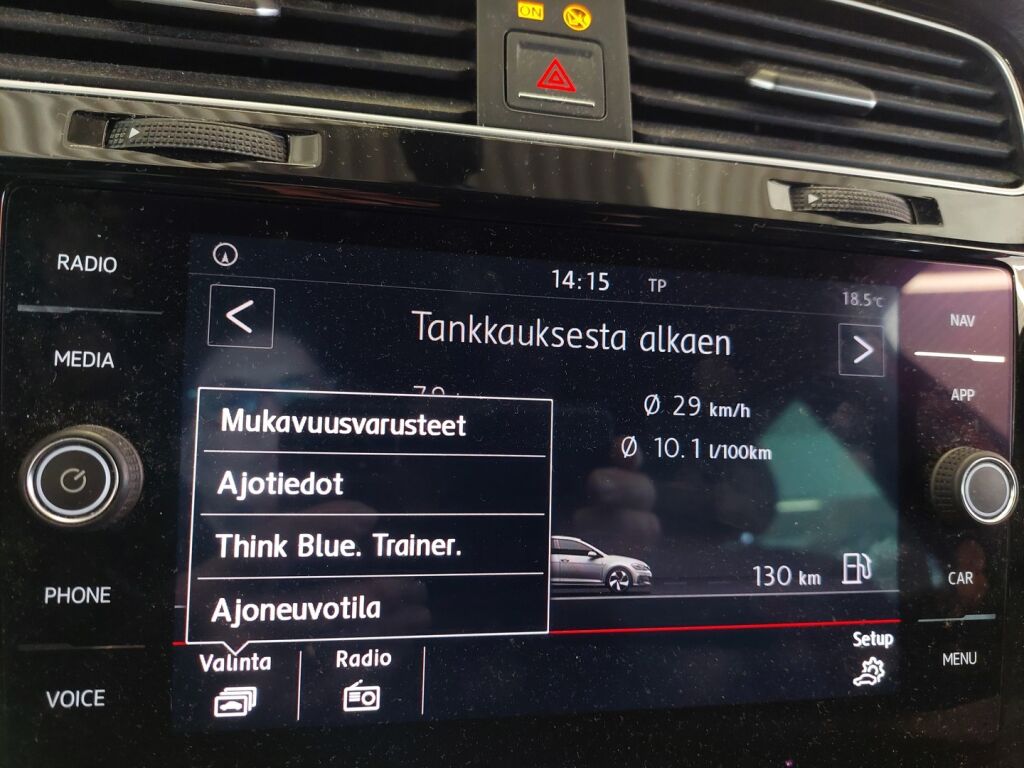 ON
RADIO
MEDIA
PHONE
VOICE
14:15 TP
18.5°C
Tankkauksesta alkaen
Ø 29 km/h
Ø 10.1 l/100km
Mukavuusvarusteet
Ajotiedot
Think Blue. Trainer.
Ajoneuvotila
130 km
Valinta
Radio
Setup
NAV
APP
CAR
MENU